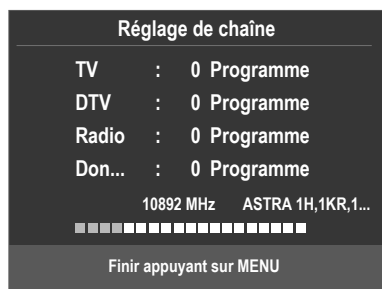 Réglage de chaîne
TV : 0 Programme
DTV : 0 Programme
Radio : 0 Programme
Don... : 0 Programme
10892 MHz ASTRA 1H,1KR,1...
Finir appuyant sur MENU